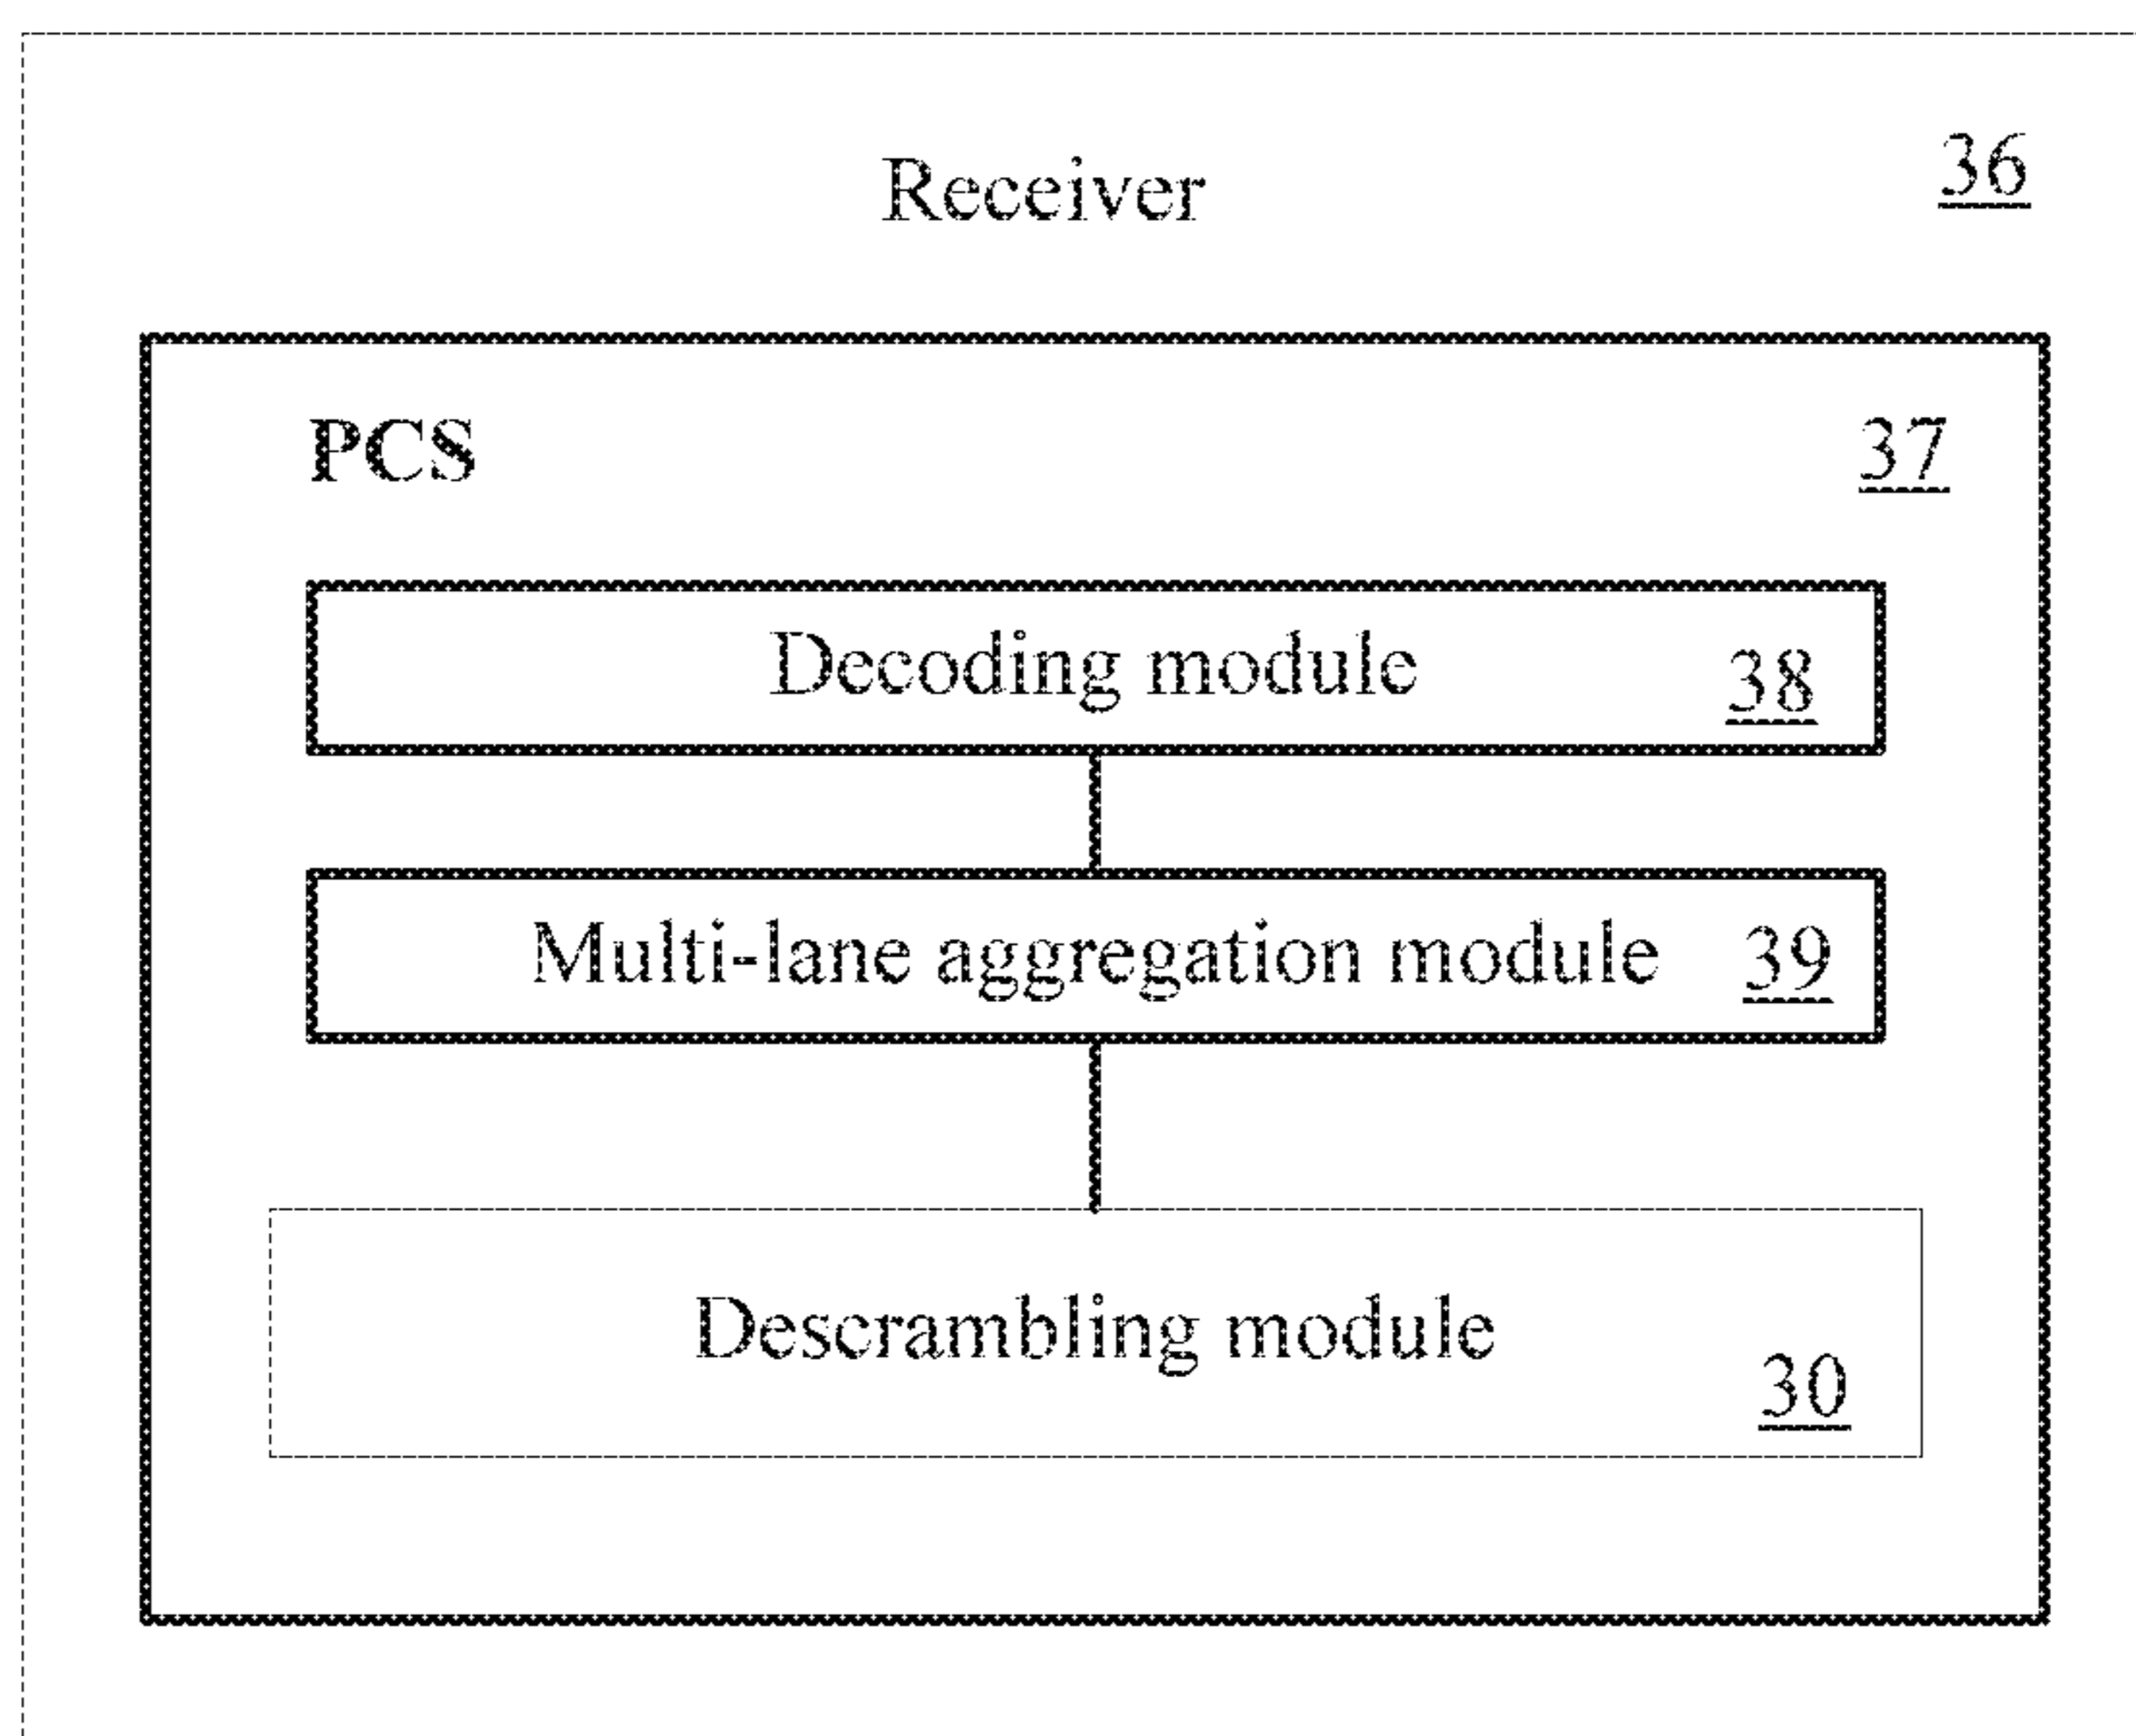 Receiver 36
PCS 37
Decoding module 38
Multi-lane aggregation module 39
Descrambling module 30